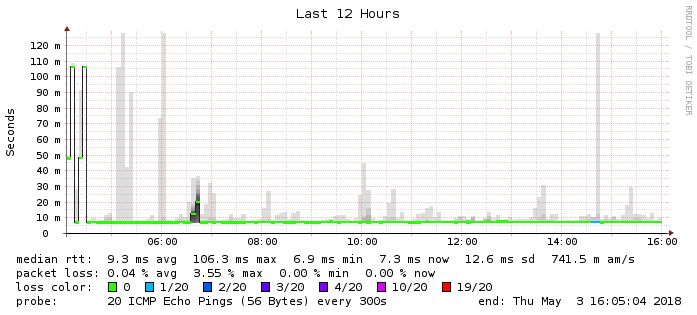 Last 12 Hours
RRDTOOL / TOBI OETIKER
Seconds
120 m
110 m
100 m
90 m
80 m
70 m
60 m
50 m
40 m
30 m
20 m
10 m
0
06:00 08:00 10:00 12:00 14:00 16:00
median rtt: 9.3 ms avg 106.3 ms max 6.9 ms min 7.3 ms now 12.6 ms sd 741.5 m am/s
packet loss: 0.04 % avg 3.55 % max 0.00 % min 0.00 % now
loss color: 0 1/20 2/20 3/20 4/20 10/20 19/20
probe: 20 ICMP Echo Pings (56 Bytes) every 300s end: Thu May 3 16:05:04 2018